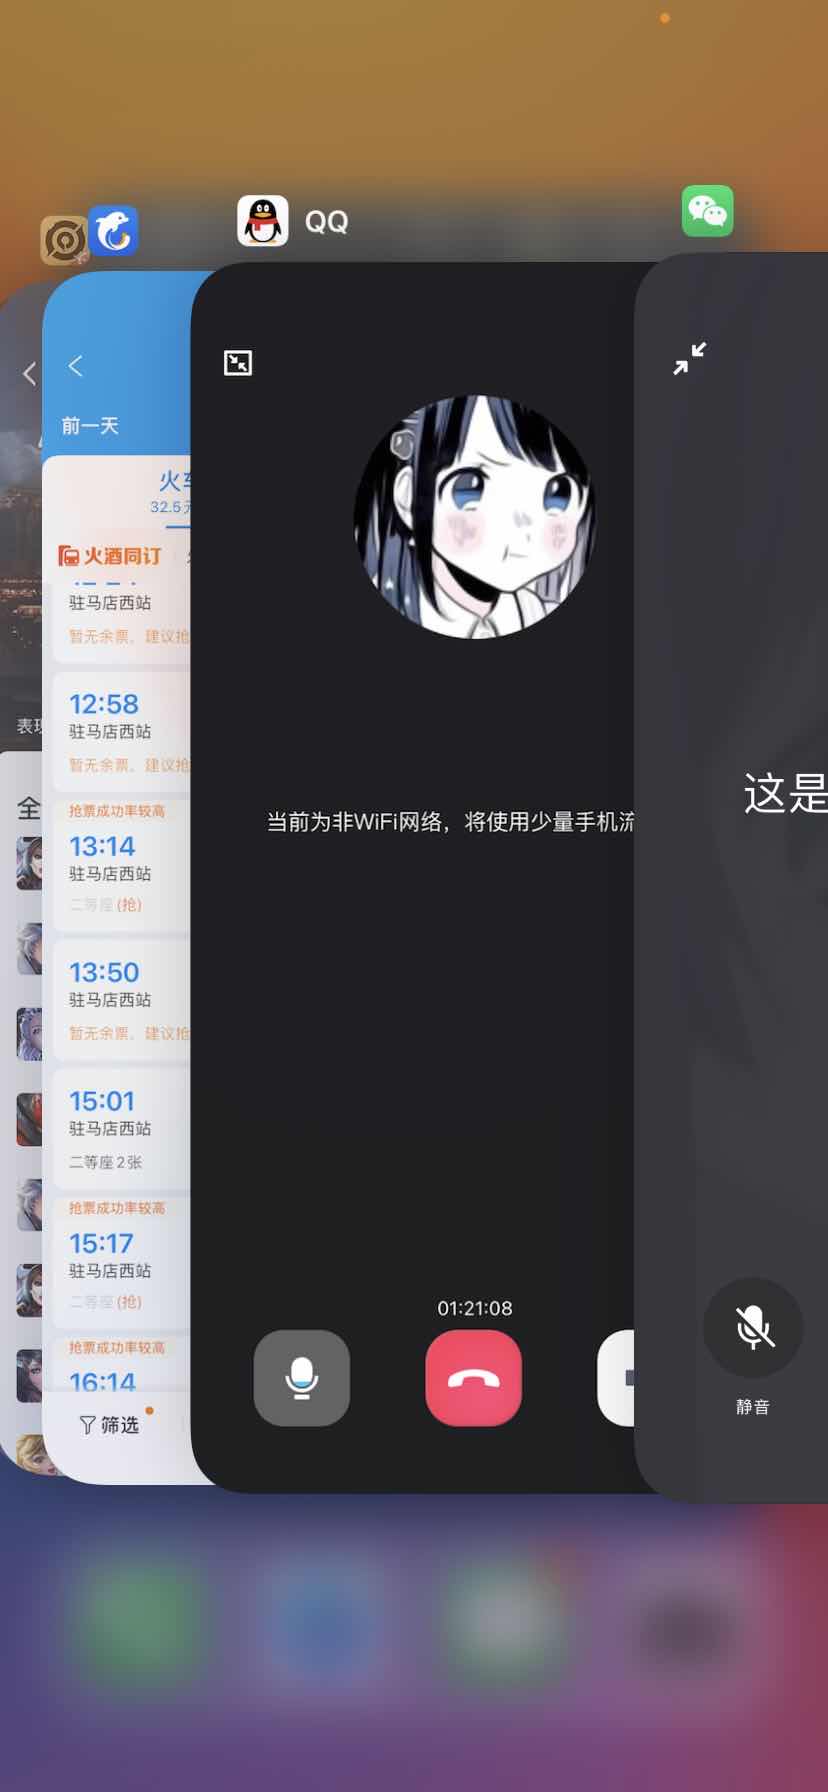 QQ
前一天
火车
32.5元
火酒同订
驻马店西站
暂无余票，建议抢
12:58
驻马店西站
暂无余票，建议抢
抢票成功率较高
13:14
驻马店西站
二等座(抢)
13:50
驻马店西站
暂无余票，建议抢
15:01
驻马店西站
二等座2张
抢票成功率较高
15:17
驻马店西站
二等座(抢)
抢票成功率较高
16:14
筛选
表现
全
当前为非WiFi网络，将使用少量手机流
01:21:08
这是
静音